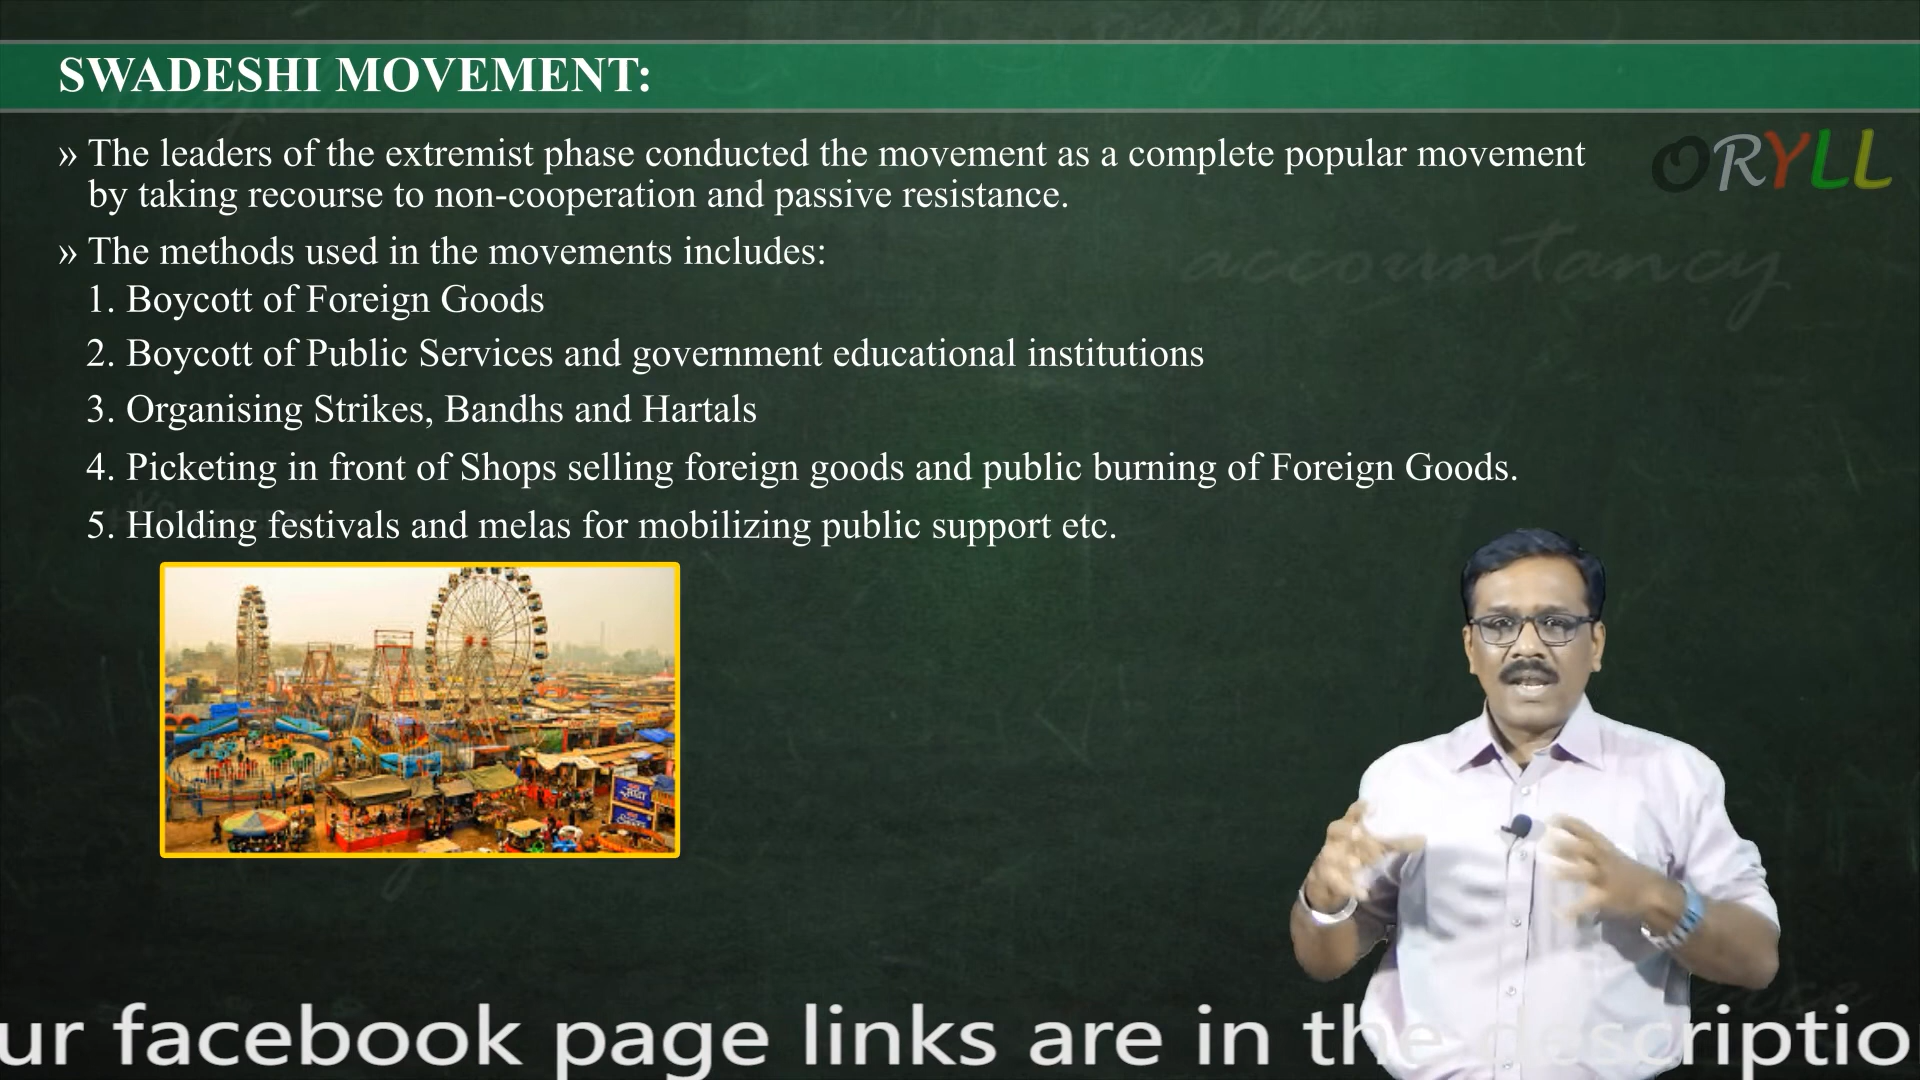 SWADESHI MOVEMENT:
» The leaders of the extremist phase conducted the movement as a complete popular movement
by taking recourse to non-cooperation and passive resistance.
ORYLL
accountancy
» The methods used in the movements includes:
1. Boycott of Foreign Goods
2. Boycott of Public Services and government educational institutions
3. Organising Strikes, Bandhs and Hartals
4. Picketing in front of Shops selling foreign goods and public burning of Foreign Goods.
5. Holding festivals and melas for mobilizing public support etc.
ur facebook page links are in the descriptio